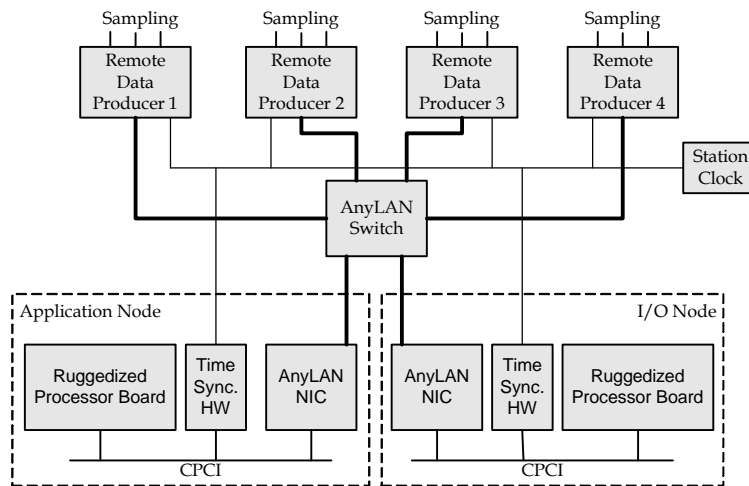 Sampling Sampling Sampling Sampling
Remote Data Producer 1
Remote Data Producer 2
Remote Data Producer 3
Remote Data Producer 4
Station Clock
AnyLAN Switch
Application Node
I/O Node
Ruggedized Processor Board
Time Sync. HW
AnyLAN NIC
AnyLAN NIC
Time Sync. HW
Ruggedized Processor Board
CPCI
CPCI